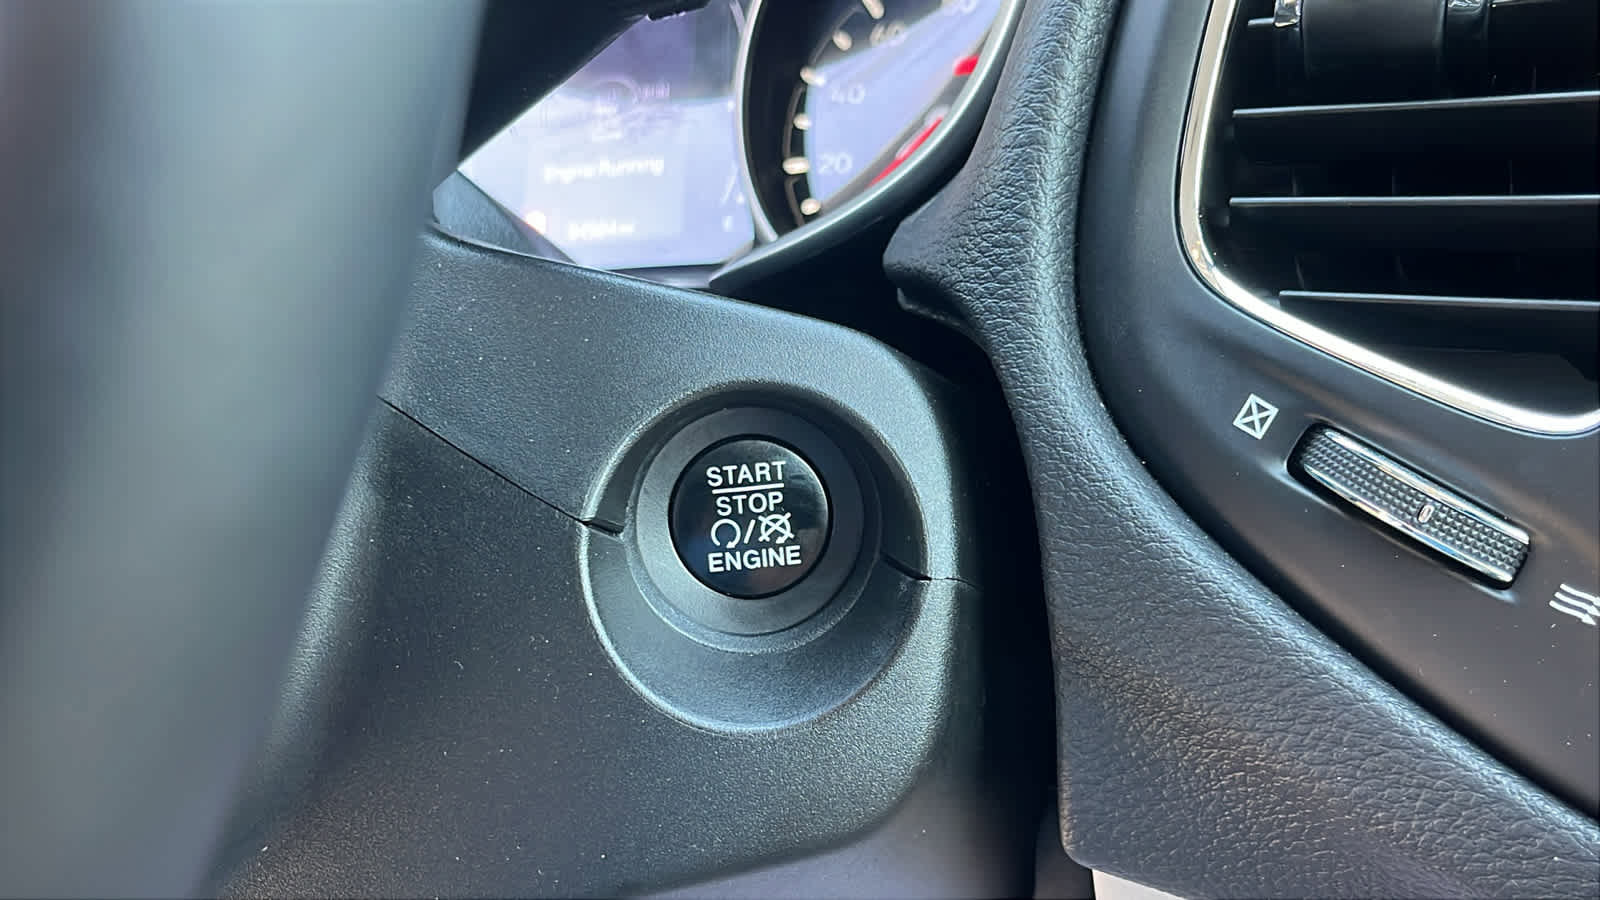 60
40
20
Engine Running
START
STOP
ENGINE